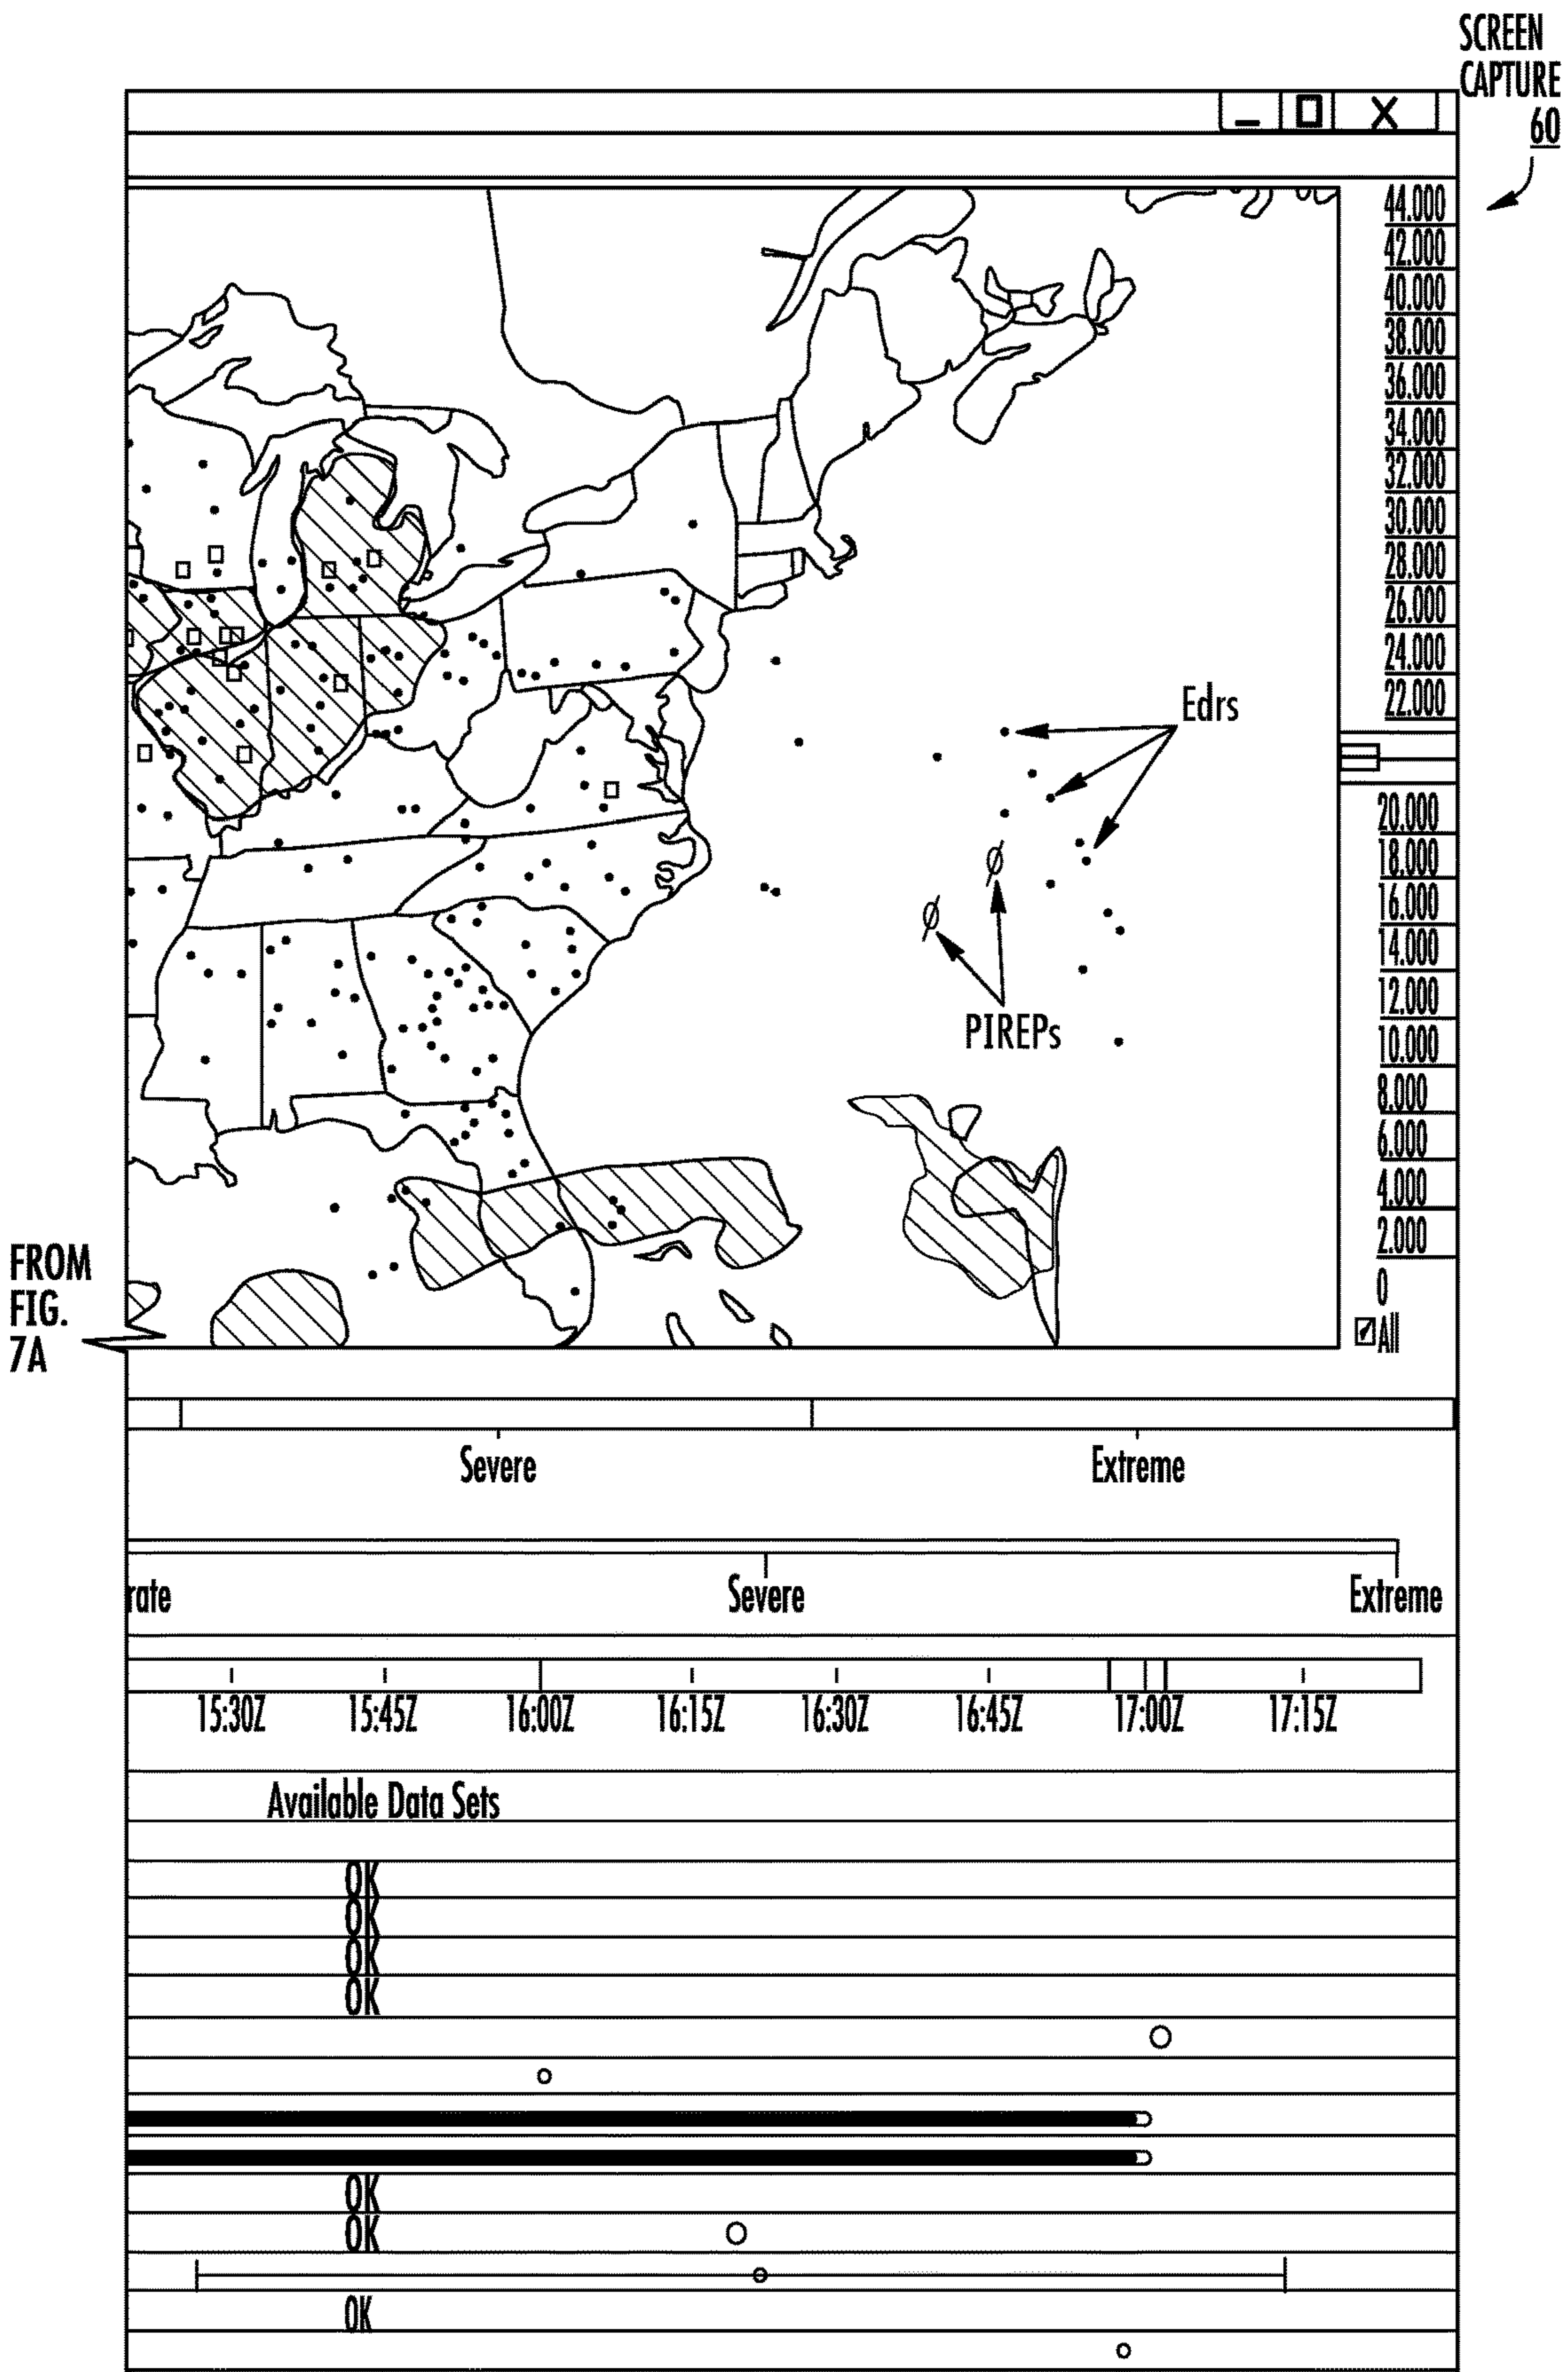 SCREEN
CAPTURE
60
44.000
42.000
40.000
38.000
36.000
34.000
32.000
30.000
28.000
26.000
24.000
22.000
20.000
18.000
16.000
14.000
12.000
10.000
8.000
6.000
4.000
2.000
0
All
Edrs
PIREPs
FROM
FIG.
7A
Severe Extreme
rate Severe Extreme
15:30Z 15:45Z 16:00Z 16:15Z 16:30Z 16:45Z 17:00Z 17:15Z
Available Data Sets
OK
OK
OK
OK
OK
OK
OK